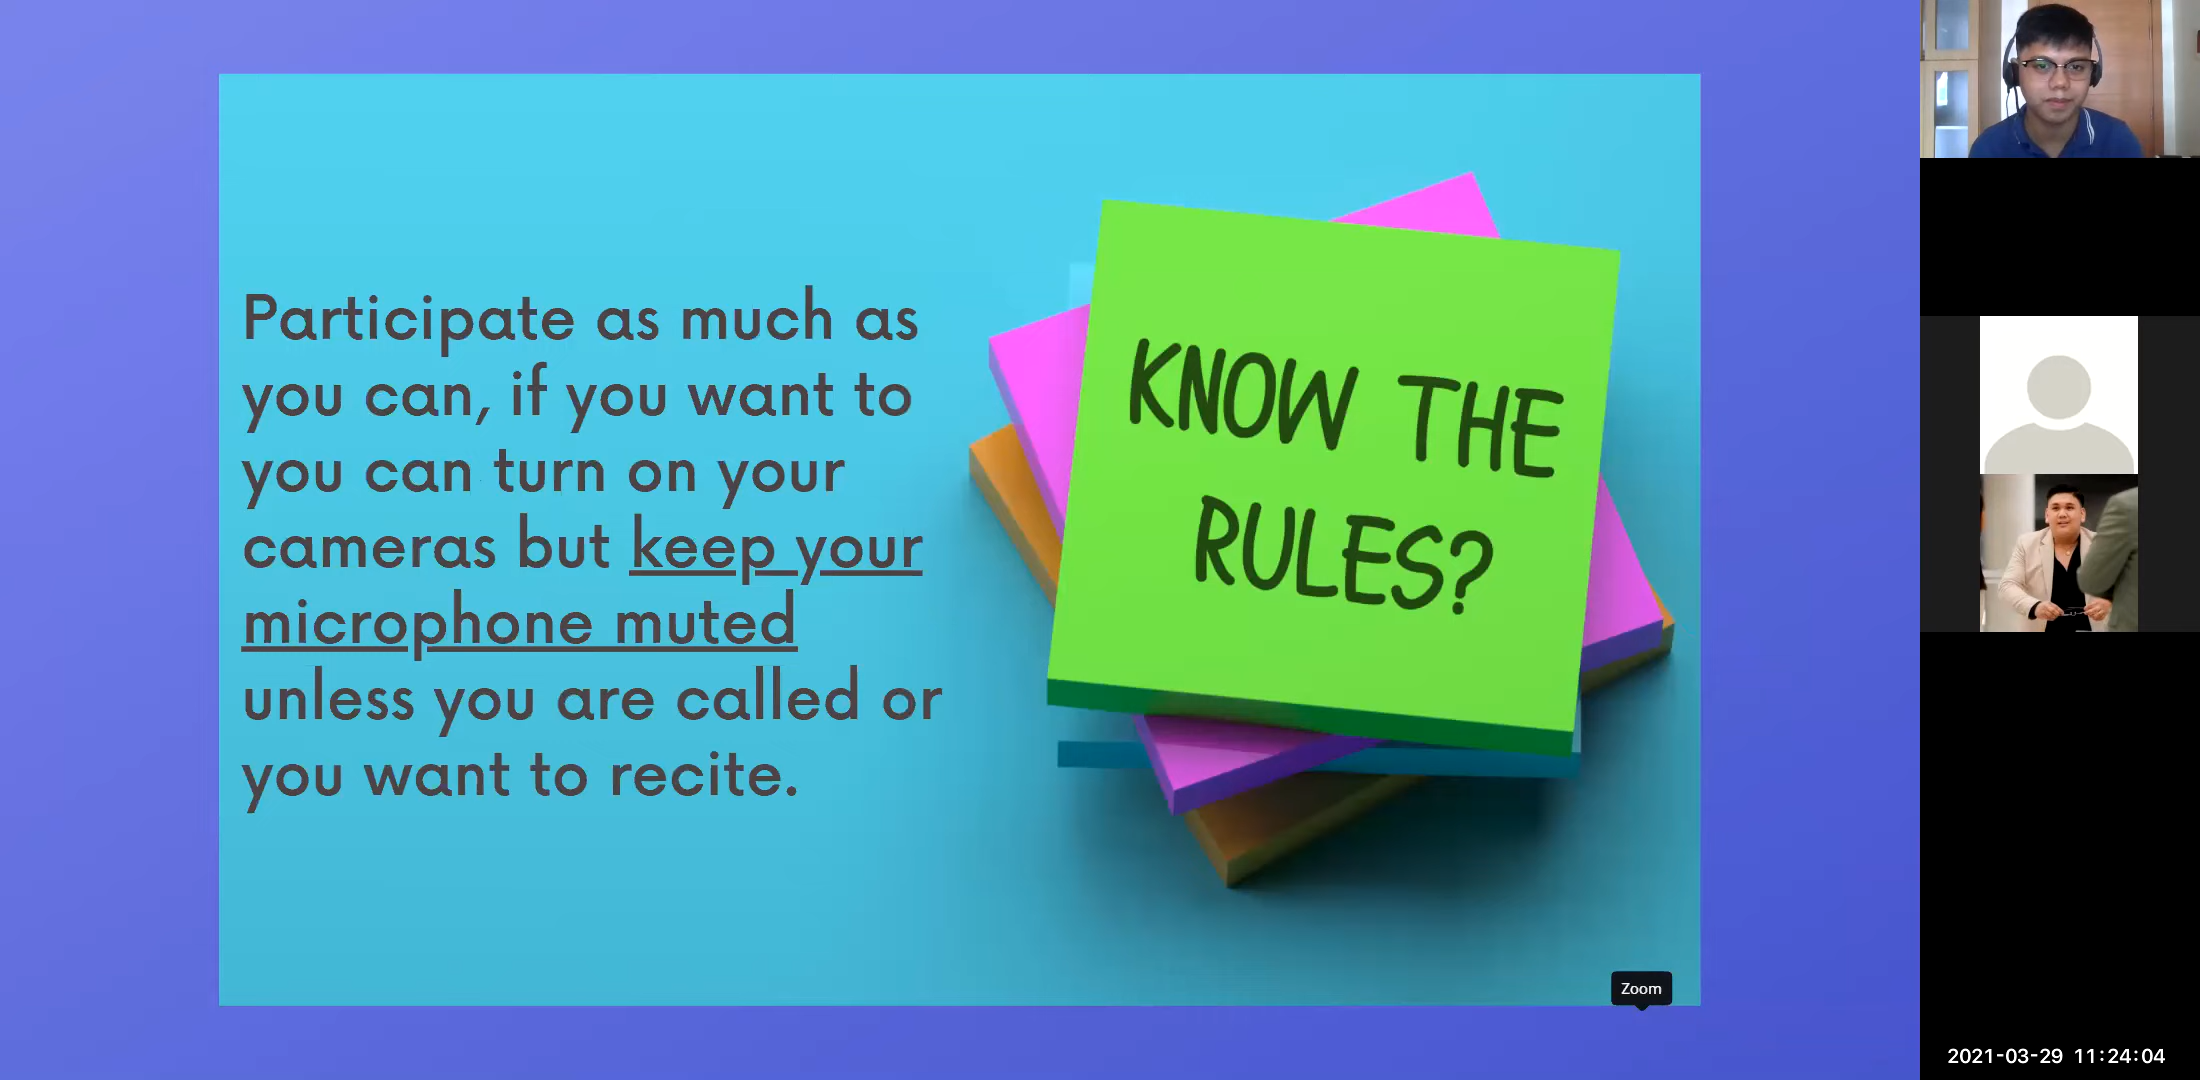 Participate as much as
you can, if you want to
you can turn on your
cameras but keep your
microphone muted
unless you are called or
you want to recite.
KNOW THE
RULES?
Zoom
2021-03-29 11:24:04